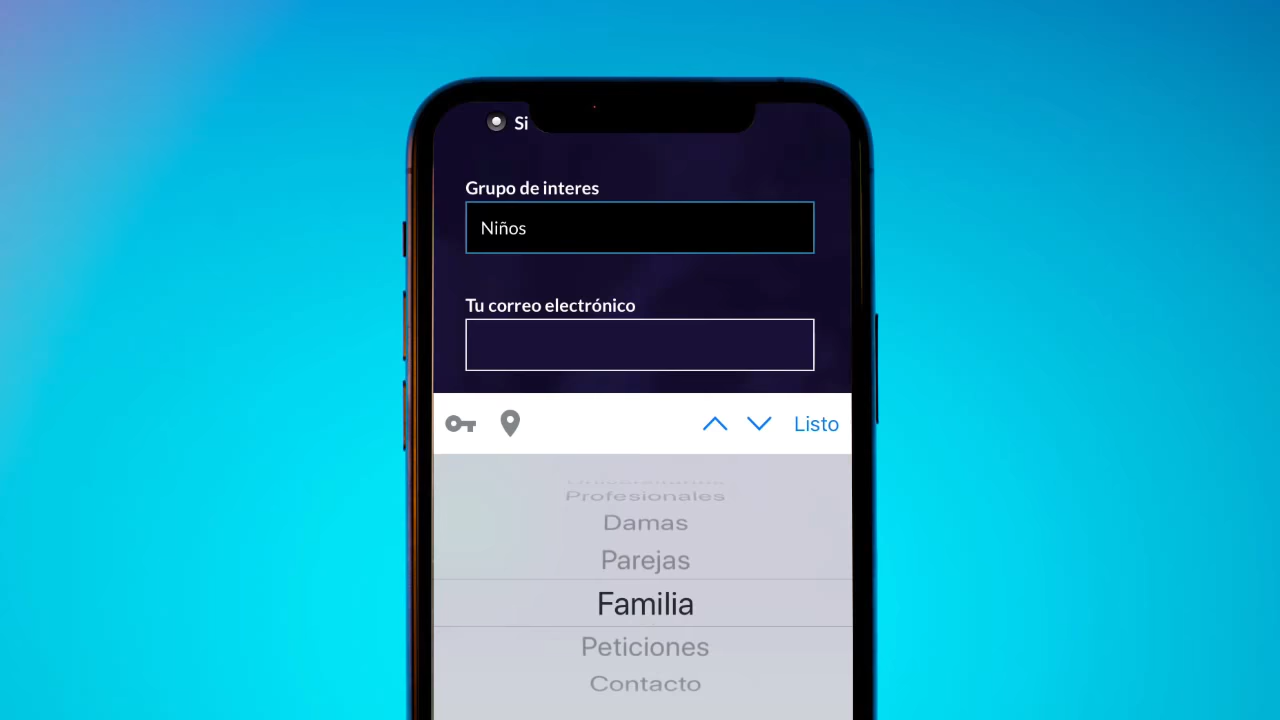 Si
Grupo de interes
Niños
Tu correo electrónico
Listo
Profesionales
Damas
Parejas
Familia
Peticiones
Contacto